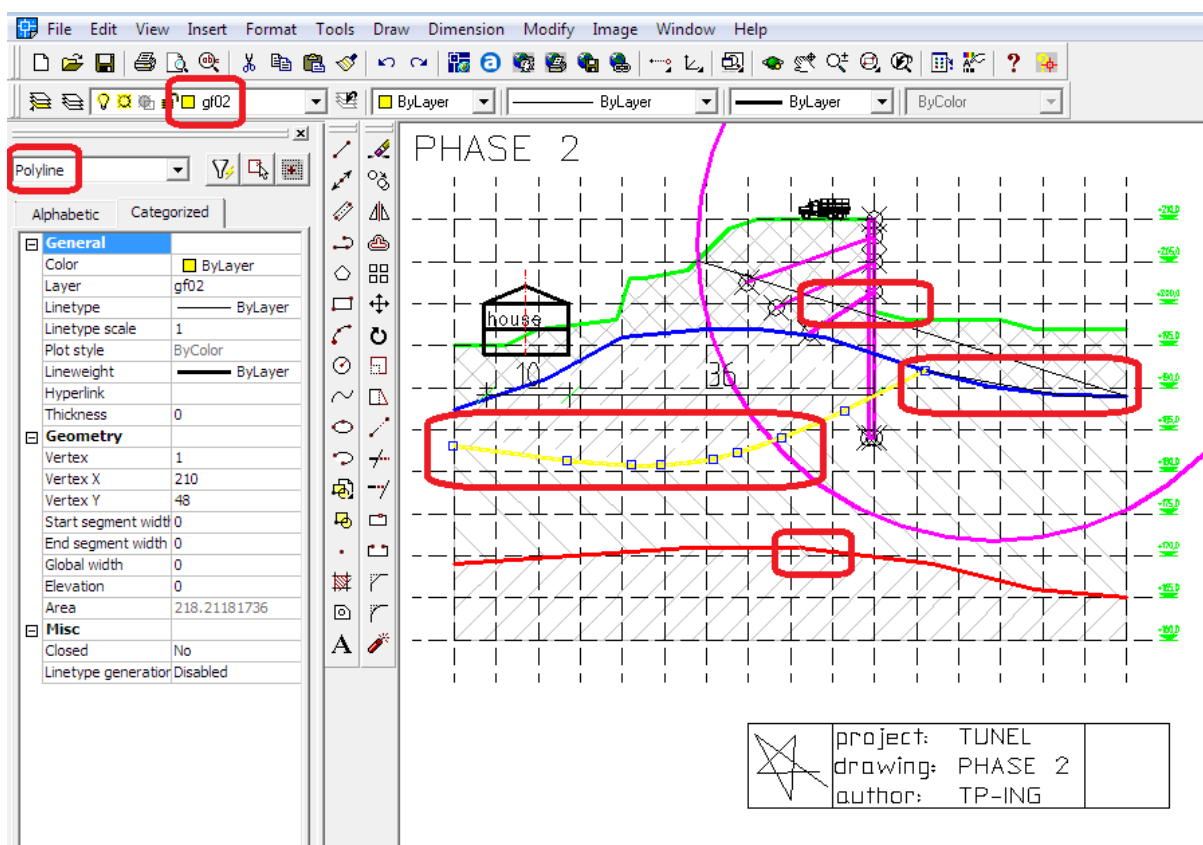 File Edit View Insert Format Tools Draw Dimension Modify Image Window Help
gf02 ByLayer ByLayer ByLayer ByColor
Polyline
Alphabetic Categorized
General
Color ByLayer
Layer gf02
Linetype ByLayer
Linetype scale 1
Plot style ByColor
Lineweight ByLayer
Hyperlink
Thickness 0
Geometry
Vertex 1
Vertex X 210
Vertex Y 48
Start segment widtl 0
End segment width 0
Global width 0
Elevation 0
Area 218.21181736
Misc
Closed No
Linetype generation Disabled
PHASE 2
house
10
36
project: TUNEL
drawing: PHASE 2
author: TP-ING